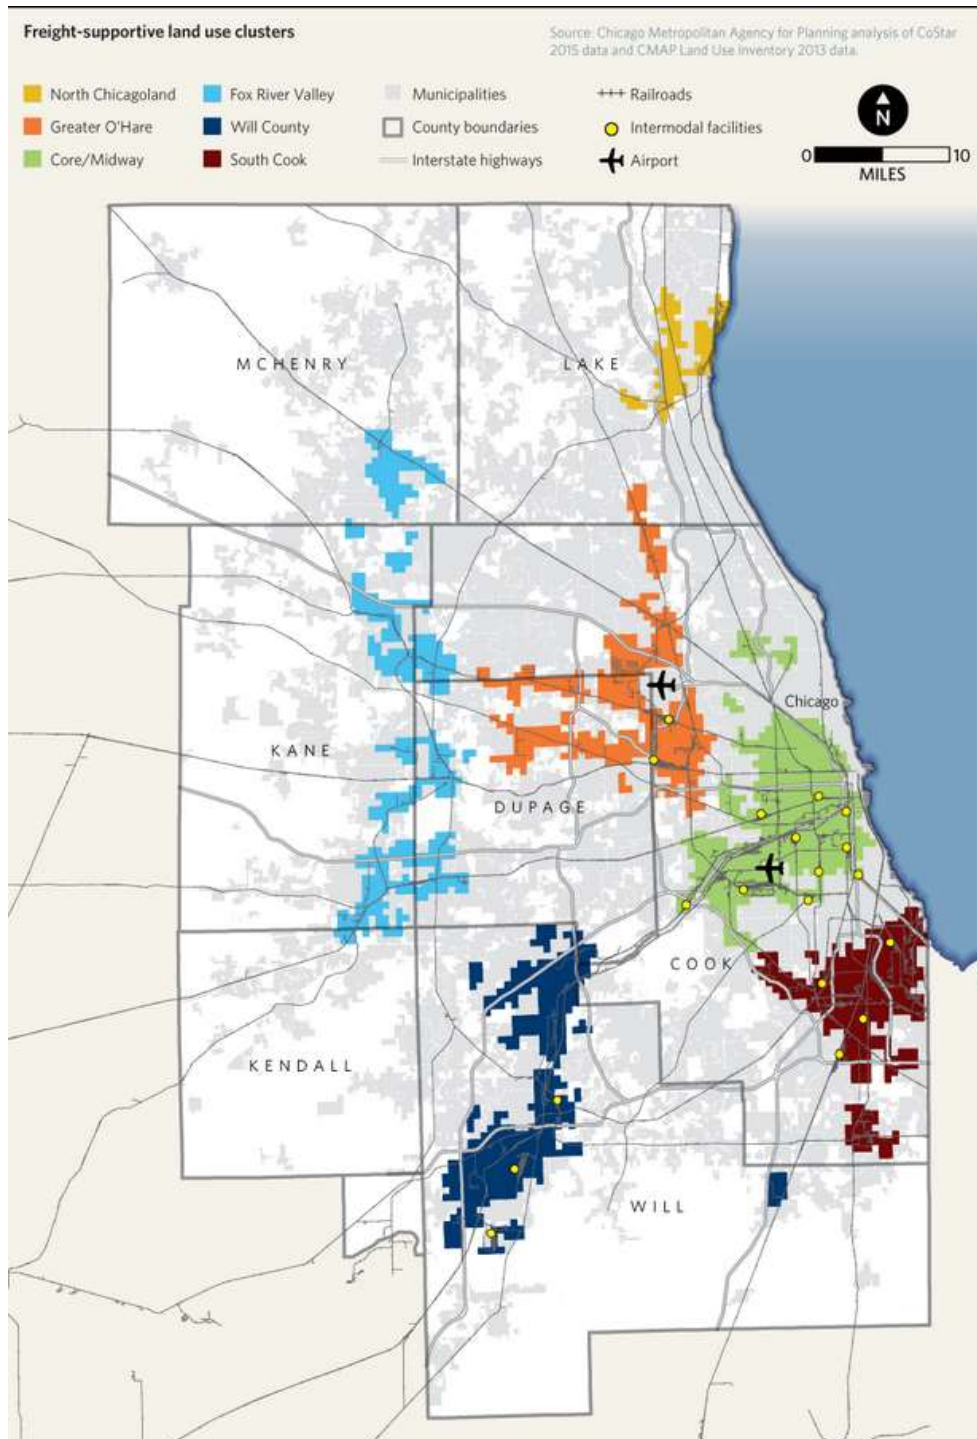 Freight-supportive land use clusters
Source: Chicago Metropolitan Agency for Planning analysis of CoStar
2015 data and CMAP Land Use Inventory 2013 data.
North Chicagoland
Fox River Valley
Municipalities
Railroads
Greater O'Hare
Will County
County boundaries
Intermodal facilities
Core/Midway
South Cook
Interstate highways
Airport
N
0 10
MILES
MCHENRY
LAKE
Chicago
KANE
DUPAGE
COOK
KENDALL
WILL